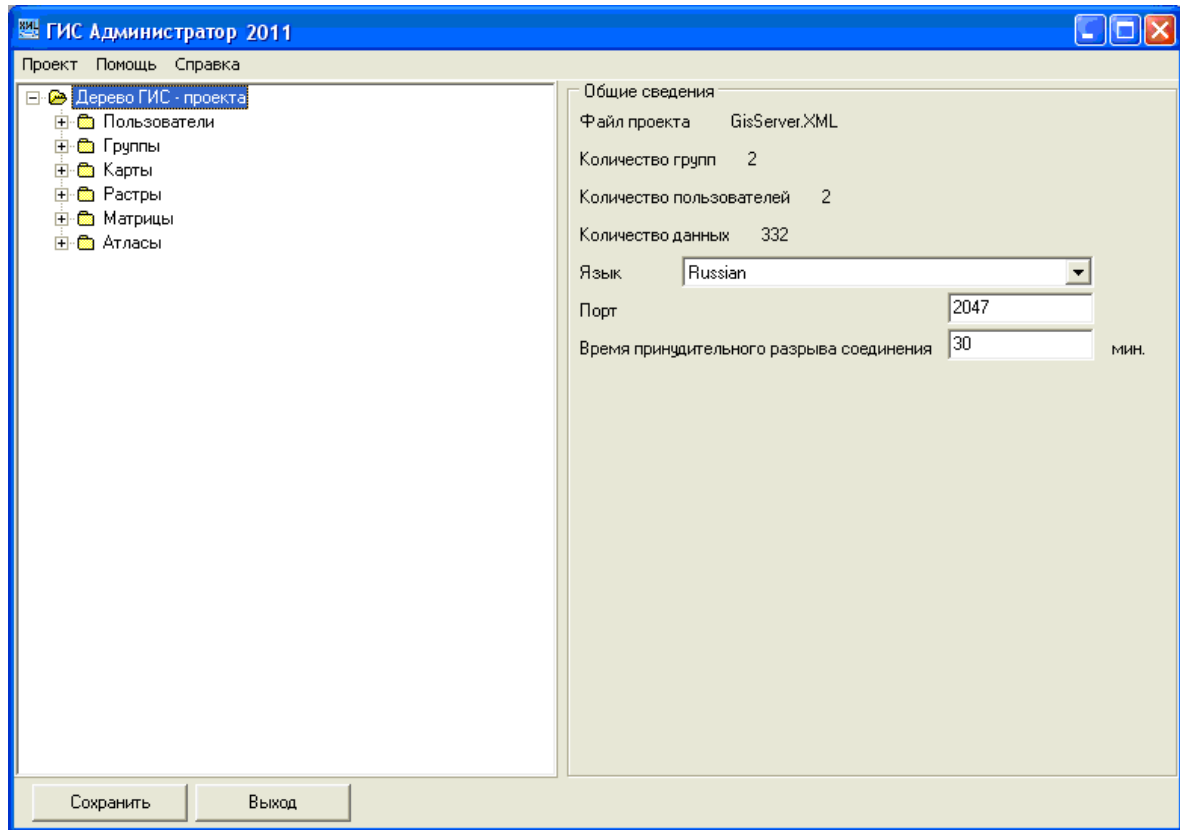 ГИС Администратор 2011
Проект Помощь Справка
Дерево ГИС - проекта
Пользователи
Группы
Карты
Растры
Матрицы
Атласы
Общие сведения
Файл проекта GisServer.XML
Количество групп 2
Количество пользователей 2
Количество данных 332
Язык Russian
Порт 2047
Время принудительного разрыва соединения 30 мин.
Сохранить Выход